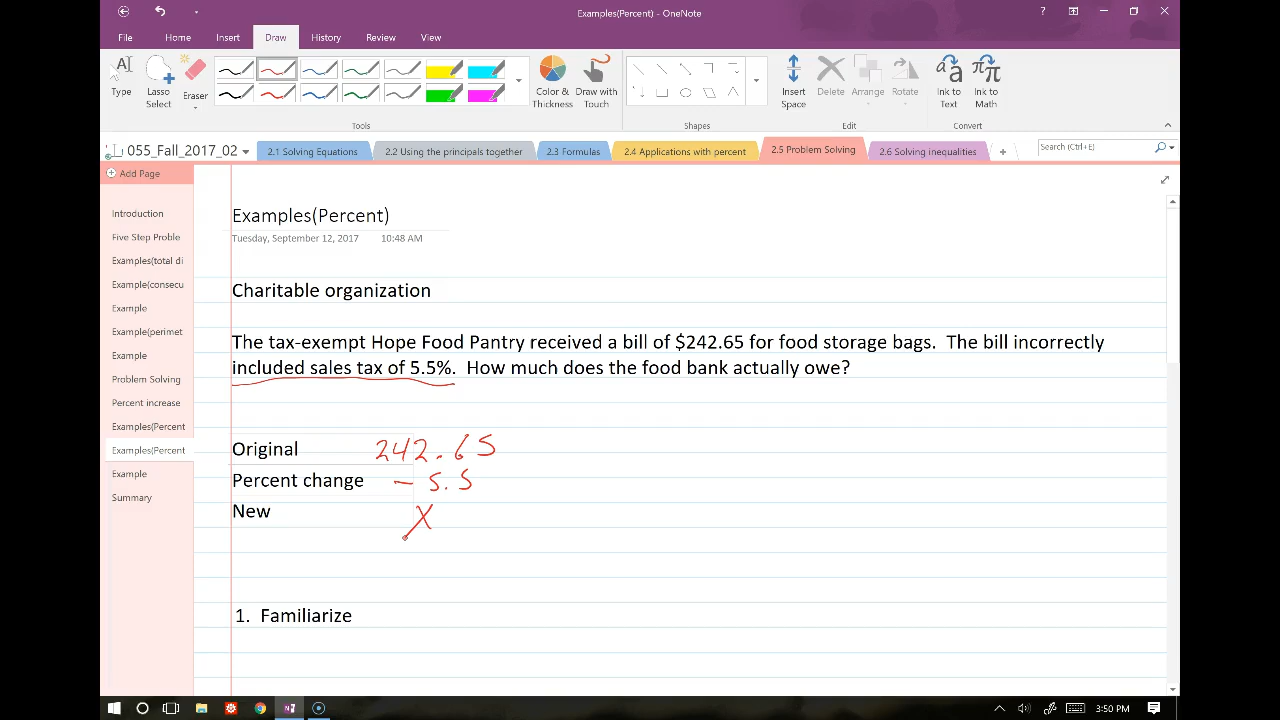 Examples(Percent) - OneNote
?
File
Home
Insert
Draw
History
Review
View
Type
Lasso Select
Eraser
Color & Thickness
Draw with Touch
Insert Space
Delete
Arrange
Rotate
Ink to Text
Ink to Math
Tools
Shapes
Edit
Convert
055_Fall_2017_02
2.1 Solving Equations
2.2 Using the principals together
2.3 Formulas
2.4 Applications with percent
2.5 Problem Solving
2.6 Solving inequalities
+
Search (Ctrl+E)
Add Page
Introduction
Five Step Proble
Examples(total di
Example(consecu
Example
Example(perimet
Example
Problem Solving
Percent increase
Examples(Percent
Examples(Percent
Example
Summary
Examples(Percent)
Tuesday, September 12, 2017 10:48 AM
Charitable organization
The tax-exempt Hope Food Pantry received a bill of $242.65 for food storage bags. The bill incorrectly
included sales tax of 5.5%. How much does the food bank actually owe?
Original 242.65
Percent change - 5.5
New X
1. Familiarize
3:50 PM